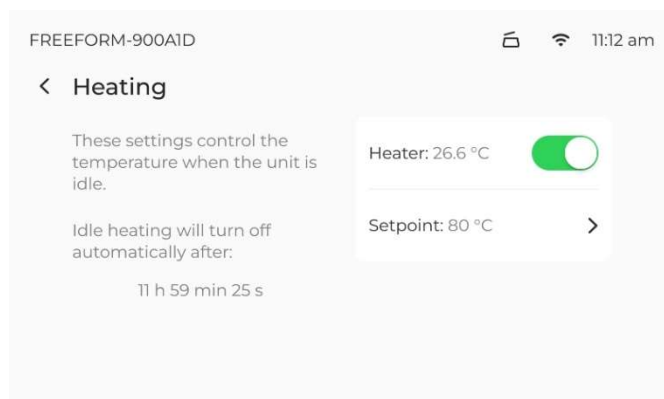 FREEFORM-900A1D
11:12 am
Heating
These settings control the
temperature when the unit is
idle.
Idle heating will turn off
automatically after:
11 h 59 min 25 s
Heater: 26.6 °C
Setpoint: 80 °C